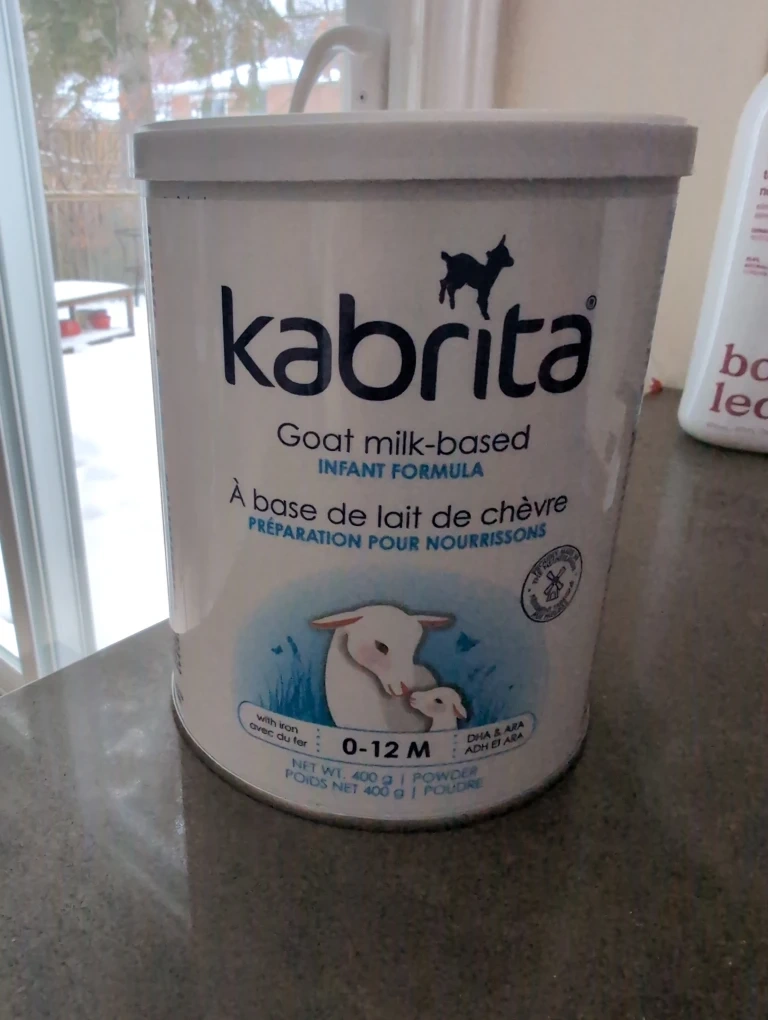 kabrita®
Goat milk-based
INFANT FORMULA
À base de lait de chèvre
PRÉPARATION POUR NOURRISSONS
with iron
avec du fer
0-12 M
DHA & ARA
ADH ET ARA
NET WT. 400 g | POWDER
POIDS NET 400 g | POUDRE